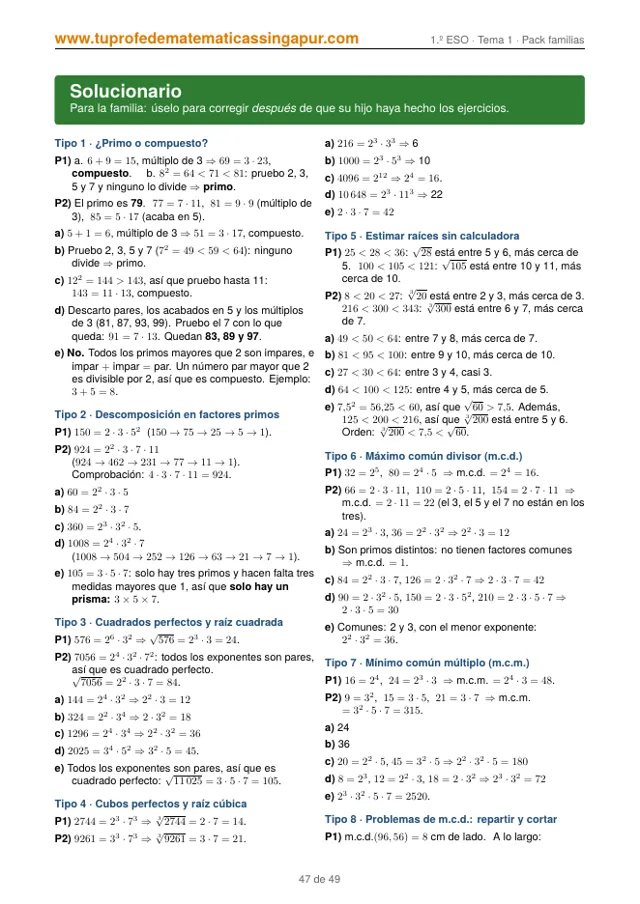 www.tuprofedematematicassingapur.com
1.º ESO · Tema 1 · Pack familias
Solucionario
Para la familia: úselo para corregir después de que su hijo haya hecho los ejercicios.
Tipo 1 · ¿Primo o compuesto?
P1) a. 6 + 9 = 15, múltiplo de 3 ⇒ 69 = 3 · 23,
compuesto. b. 8² = 64 < 71 < 81: pruebo 2, 3,
5 y 7 y ninguno lo divide ⇒ primo.
P2) El primo es 79. 77 = 7 · 11, 81 = 9 · 9 (múltiplo de
3), 85 = 5 · 17 (acaba en 5).
a) 5 + 1 = 6, múltiplo de 3 ⇒ 51 = 3 · 17, compuesto.
b) Pruebo 2, 3, 5 y 7 (7² = 49 < 59 < 64): ninguno
divide ⇒ primo.
c) 12² = 144 > 143, así que pruebo hasta 11:
143 = 11 · 13, compuesto.
d) Descarto pares, los acabados en 5 y los múltiplos
de 3 (81, 87, 93, 99). Pruebo el 7 con lo que
queda: 91 = 7 · 13. Quedan 83, 89 y 97.
e) No. Todos los primos mayores que 2 son impares, e
impar + impar = par. Un número par mayor que 2
es divisible por 2, así que es compuesto. Ejemplo:
3 + 5 = 8.
Tipo 2 · Descomposición en factores primos
P1) 150 = 2 · 3 · 5² (150 → 75 → 25 → 5 → 1).
P2) 924 = 2² · 3 · 7 · 11
(924 → 462 → 231 → 77 → 11 → 1).
Comprobación: 4 · 3 · 7 · 11 = 924.
a) 60 = 2² · 3 · 5
b) 84 = 2² · 3 · 7
c) 360 = 2³ · 3² · 5.
d) 1008 = 2⁴ · 3² · 7
(1008 → 504 → 252 → 126 → 63 → 21 → 7 → 1).
e) 105 = 3 · 5 · 7: solo hay tres primos y hacen falta tres
medidas mayores que 1, así que solo hay un
prisma: 3 × 5 × 7.
Tipo 3 · Cuadrados perfectos y raíz cuadrada
P1) 576 = 2⁶ · 3² ⇒ √576 = 2³ · 3 = 24.
P2) 7056 = 2⁴ · 3² · 7²: todos los exponentes son pares,
así que es cuadrado perfecto.
√7056 = 2² · 3 · 7 = 84.
a) 144 = 2⁴ · 3² ⇒ 2² · 3 = 12
b) 324 = 2² · 3⁴ ⇒ 2 · 3² = 18
c) 1296 = 2⁴ · 3⁴ ⇒ 2² · 3² = 36
d) 2025 = 3⁴ · 5² ⇒ 3² · 5 = 45.
e) Todos los exponentes son pares, así que es
cuadrado perfecto: √11 025 = 3 · 5 · 7 = 105.
Tipo 4 · Cubos perfectos y raíz cúbica
P1) 2744 = 2³ · 7³ ⇒ ∛2744 = 2 · 7 = 14.
P2) 9261 = 3³ · 7³ ⇒ ∛9261 = 3 · 7 = 21.
a) 216 = 2³ · 3³ ⇒ 6
b) 1000 = 2³ · 5³ ⇒ 10
c) 4096 = 2¹² ⇒ 2⁴ = 16.
d) 10 648 = 2³ · 11³ ⇒ 22
e) 2 · 3 · 7 = 42
Tipo 5 · Estimar raíces sin calculadora
P1) 25 < 28 < 36: √28 está entre 5 y 6, más cerca de
5. 100 < 105 < 121: √105 está entre 10 y 11, más
cerca de 10.
P2) 8 < 20 < 27: ∛20 está entre 2 y 3, más cerca de 3.
216 < 300 < 343: ∛300 está entre 6 y 7, más cerca
de 7.
a) 49 < 50 < 64: entre 7 y 8, más cerca de 7.
b) 81 < 95 < 100: entre 9 y 10, más cerca de 10.
c) 27 < 30 < 64: entre 3 y 4, casi 3.
d) 64 < 100 < 125: entre 4 y 5, más cerca de 5.
e) 7,5² = 56,25 < 60, así que √60 > 7,5. Además,
125 < 200 < 216, así que ∛200 está entre 5 y 6.
Orden: ∛200 < 7,5 < √60.
Tipo 6 · Máximo común divisor (m.c.d.)
P1) 32 = 2⁵, 80 = 2⁴ · 5 ⇒ m.c.d. = 2⁴ = 16.
P2) 66 = 2 · 3 · 11, 110 = 2 · 5 · 11, 154 = 2 · 7 · 11 ⇒
m.c.d. = 2 · 11 = 22 (el 3, el 5 y el 7 no están en los
tres).
a) 24 = 2³ · 3, 36 = 2² · 3² ⇒ 2² · 3 = 12
b) Son primos distintos: no tienen factores comunes
⇒ m.c.d. = 1.
c) 84 = 2² · 3 · 7, 126 = 2 · 3² · 7 ⇒ 2 · 3 · 7 = 42
d) 90 = 2 · 3² · 5, 150 = 2 · 3 · 5², 210 = 2 · 3 · 5 · 7 ⇒
2 · 3 · 5 = 30
e) Comunes: 2 y 3, con el menor exponente:
2² · 3² = 36.
Tipo 7 · Mínimo común múltiplo (m.c.m.)
P1) 16 = 2⁴, 24 = 2³ · 3 ⇒ m.c.m. = 2⁴ · 3 = 48.
P2) 9 = 3², 15 = 3 · 5, 21 = 3 · 7 ⇒ m.c.m.
= 3² · 5 · 7 = 315.
a) 24
b) 36
c) 20 = 2² · 5, 45 = 3² · 5 ⇒ 2² · 3² · 5 = 180
d) 8 = 2³, 12 = 2² · 3, 18 = 2 · 3² ⇒ 2³ · 3² = 72
e) 2³ · 3² · 5 · 7 = 2520.
Tipo 8 · Problemas de m.c.d.: repartir y cortar
P1) m.c.d.(96, 56) = 8 cm de lado. A lo largo:
47 de 49